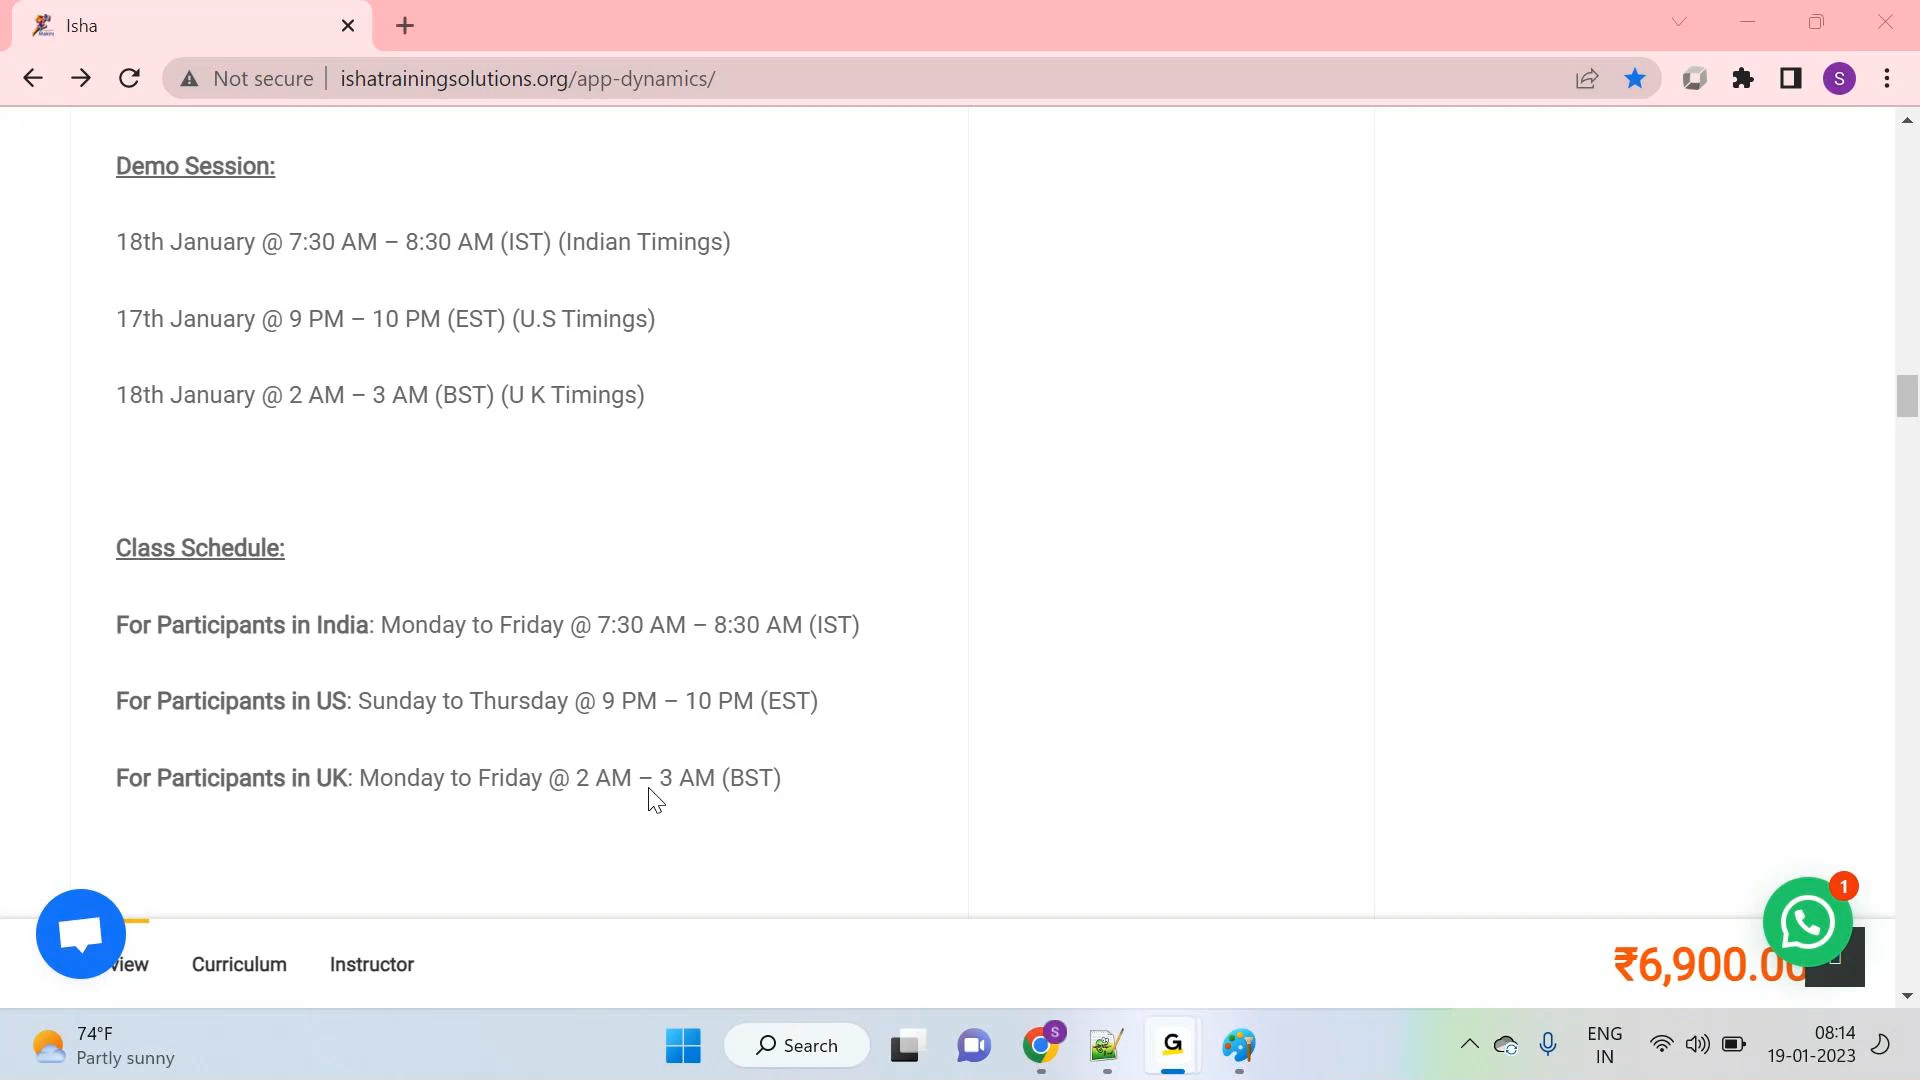 Isha
Not secure
ishatrainingsolutions.org/app-dynamics/
S
Demo Session:
18th January @ 7:30 AM – 8:30 AM (IST) (Indian Timings)
17th January @ 9 PM – 10 PM (EST) (U.S Timings)
18th January @ 2 AM – 3 AM (BST) (U K Timings)
Class Schedule:
For Participants in India: Monday to Friday @ 7:30 AM – 8:30 AM (IST)
For Participants in US: Sunday to Thursday @ 9 PM – 10 PM (EST)
For Participants in UK: Monday to Friday @ 2 AM – 3 AM (BST)
1
view Curriculum Instructor
₹6,900.00
74°F
Partly sunny
Search
S
G
ENG
IN
08:14
19-01-2023